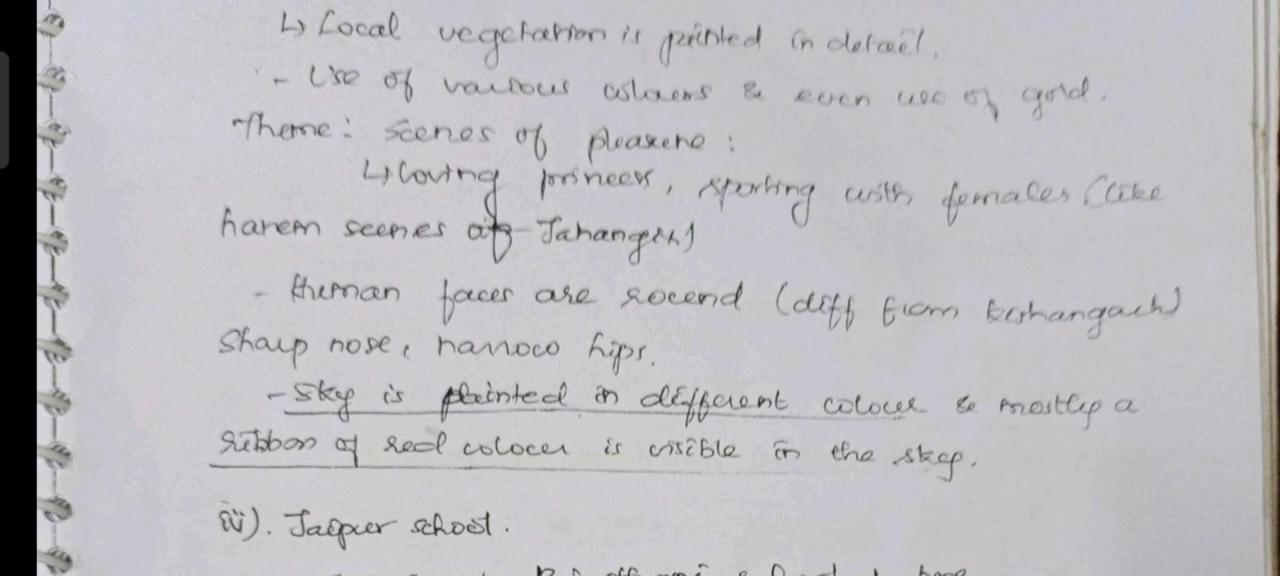 ↳ Local vegetation is painted in detail.
- Use of various colours & even use of gold.
Theme: Scenes of pleasure :
↳ loving princess, sporting with females (like
harem scenes of Jahangir)
- Human faces are round (diff from kishangarh)
Sharp nose, narrow hips.
- Sky is painted in different colour & mostly a
ribbon of red colour is visible in the sky.
iv). Jaipur school.